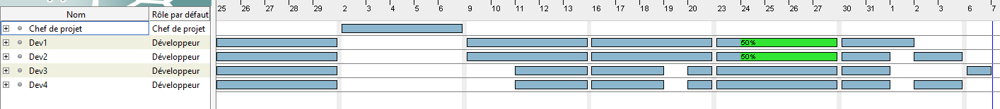 Nom Rôle par défaut 25 26 27 28 29 2 3 4 5 6 9 10 11 12 13 16 17 18 19 20 23 24 25 26 27 30 31 1 2 3 6 7
Chef de projet Chef de projet
Dev1 Développeur 50%
Dev2 Développeur 50%
Dev3 Développeur
Dev4 Développeur